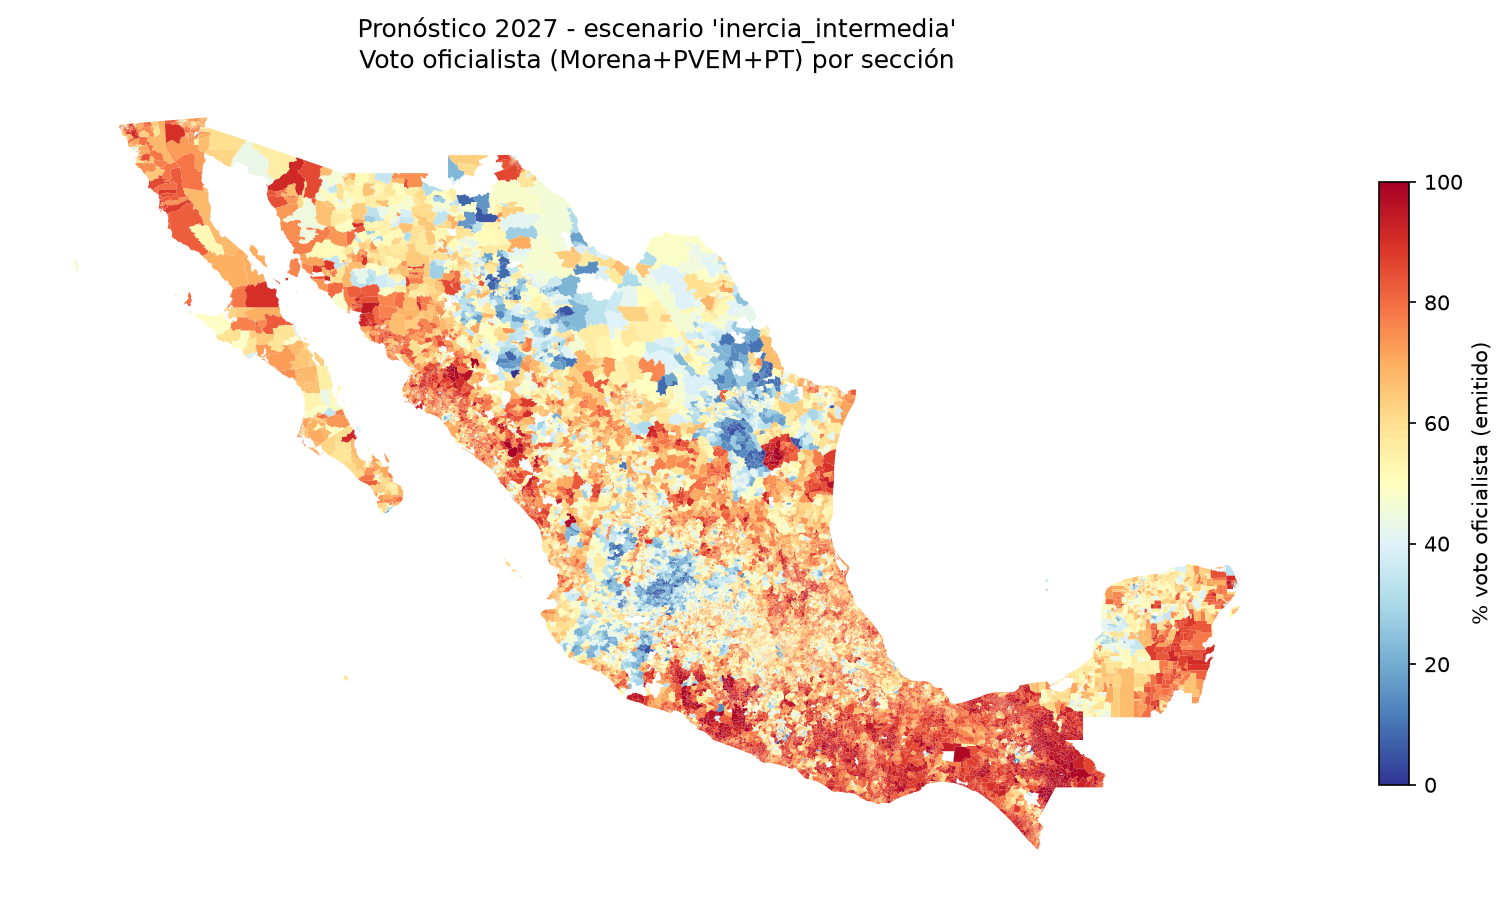 Pronóstico 2027 - escenario 'inercia_intermedia'
Voto oficialista (Morena+PVEM+PT) por sección
100
80
60
40
20
0
% voto oficialista (emitido)